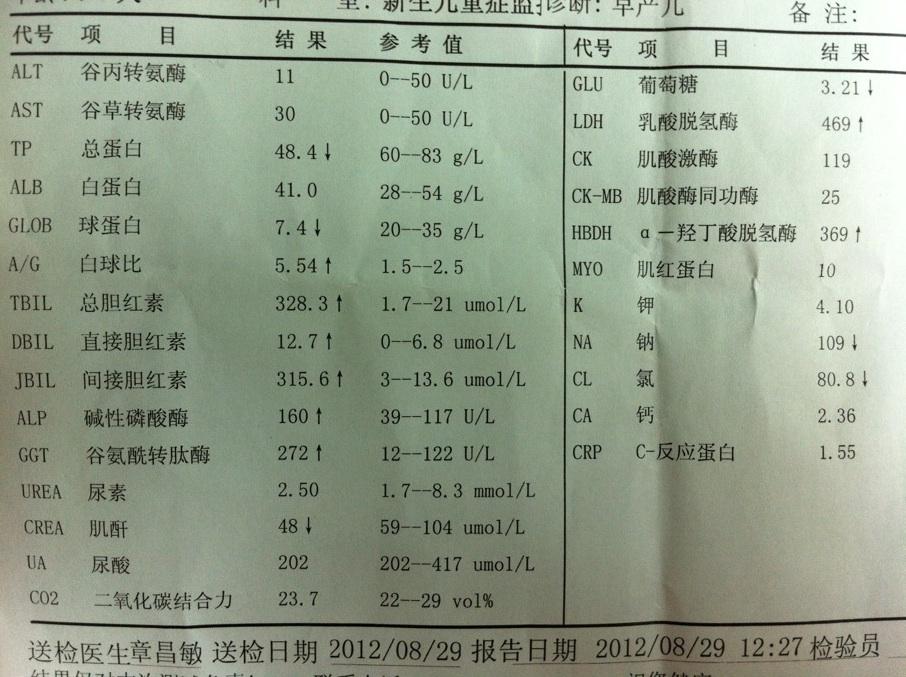 室: 新生儿重症监护 诊断: 早产儿
备 注:
代号 项 目 结 果 参 考 值
ALT 谷丙转氨酶 11 0--50 U/L
AST 谷草转氨酶 30 0--50 U/L
TP 总蛋白 48.4↓ 60--83 g/L
ALB 白蛋白 41.0 28--54 g/L
GLOB 球蛋白 7.4↓ 20--35 g/L
A/G 白球比 5.54↑ 1.5--2.5
TBIL 总胆红素 328.3↑ 1.7--21 umol/L
DBIL 直接胆红素 12.7↑ 0--6.8 umol/L
JBIL 间接胆红素 315.6↑ 3--13.6 umol/L
ALP 碱性磷酸酶 160↑ 39--117 U/L
GGT 谷氨酰转肽酶 272↑ 12--122 U/L
UREA 尿素 2.50 1.7--8.3 mmol/L
CREA 肌酐 48↓ 59--104 umol/L
UA 尿酸 202 202--417 umol/L
CO2 二氧化碳结合力 23.7 22--29 vol%
代号 项 目 结 果
GLU 葡萄糖 3.21↓
LDH 乳酸脱氢酶 469↑
CK 肌酸激酶 119
CK-MB 肌酸酶同功酶 25
HBDH α－羟丁酸脱氢酶 369↑
MYO 肌红蛋白 10
K 钾 4.10
NA 钠 109↓
CL 氯 80.8↓
CA 钙 2.36
CRP C-反应蛋白 1.55
送检医生章昌敏 送检日期 2012/08/29 报告日期 2012/08/29 12:27 检验员